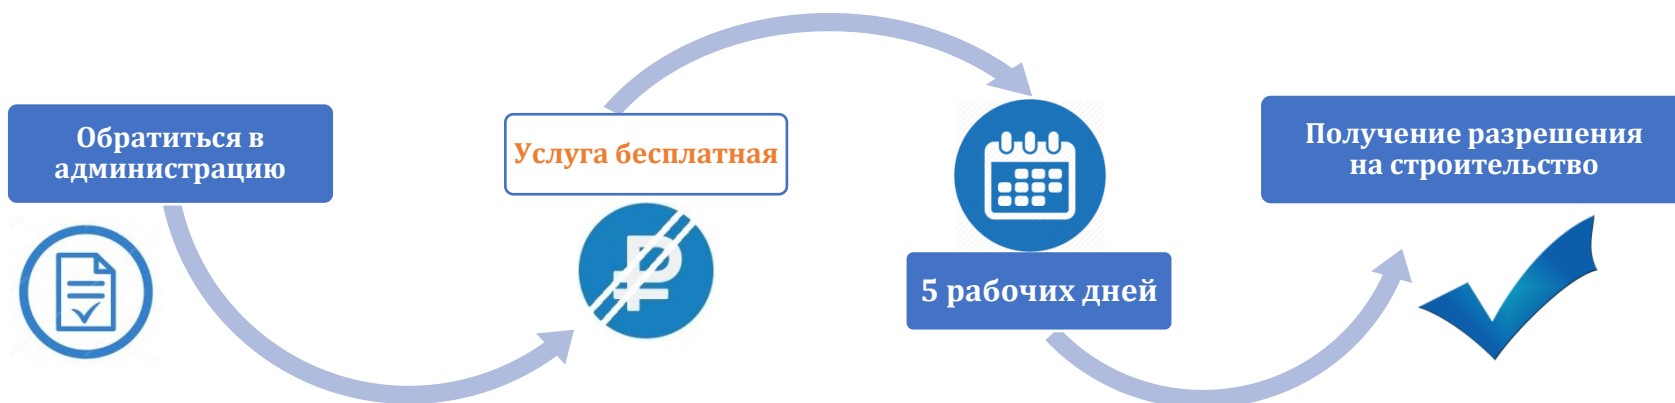 Обратиться в
администрацию
Услуга бесплатная
5 рабочих дней
Получение разрешения
на строительство